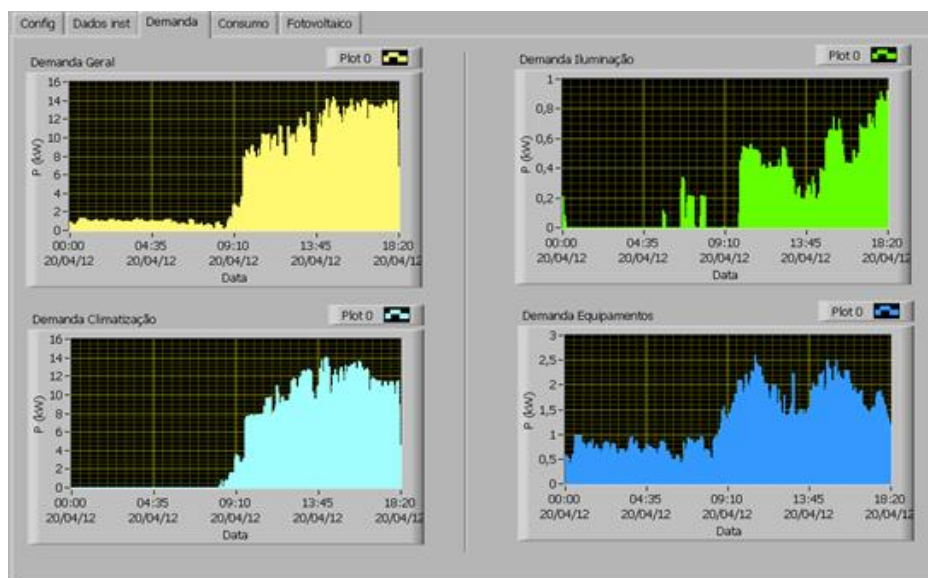 Config Dados inst Demanda Consumo Fotovoltaico
Demanda Geral
Plot 0
P (kW)
16
14
12
10
8
6
4
2
0
00:00 04:35 09:10 13:45 18:20
20/04/12 20/04/12 20/04/12 20/04/12 20/04/12
Data
Demanda Iluminação
Plot 0
P (kW)
1
0,8
0,6
0,4
0,2
0
00:00 04:35 09:10 13:45 18:20
20/04/12 20/04/12 20/04/12 20/04/12 20/04/12
Data
Demanda Climatização
Plot 0
P (kW)
16
14
12
10
8
6
4
2
0
00:00 04:35 09:10 13:45 18:20
20/04/12 20/04/12 20/04/12 20/04/12 20/04/12
Data
Demanda Equipamentos
Plot 0
P (kW)
3
2,5
2
1,5
1
0,5
0
00:00 04:35 09:10 13:45 18:20
20/04/12 20/04/12 20/04/12 20/04/12 20/04/12
Data